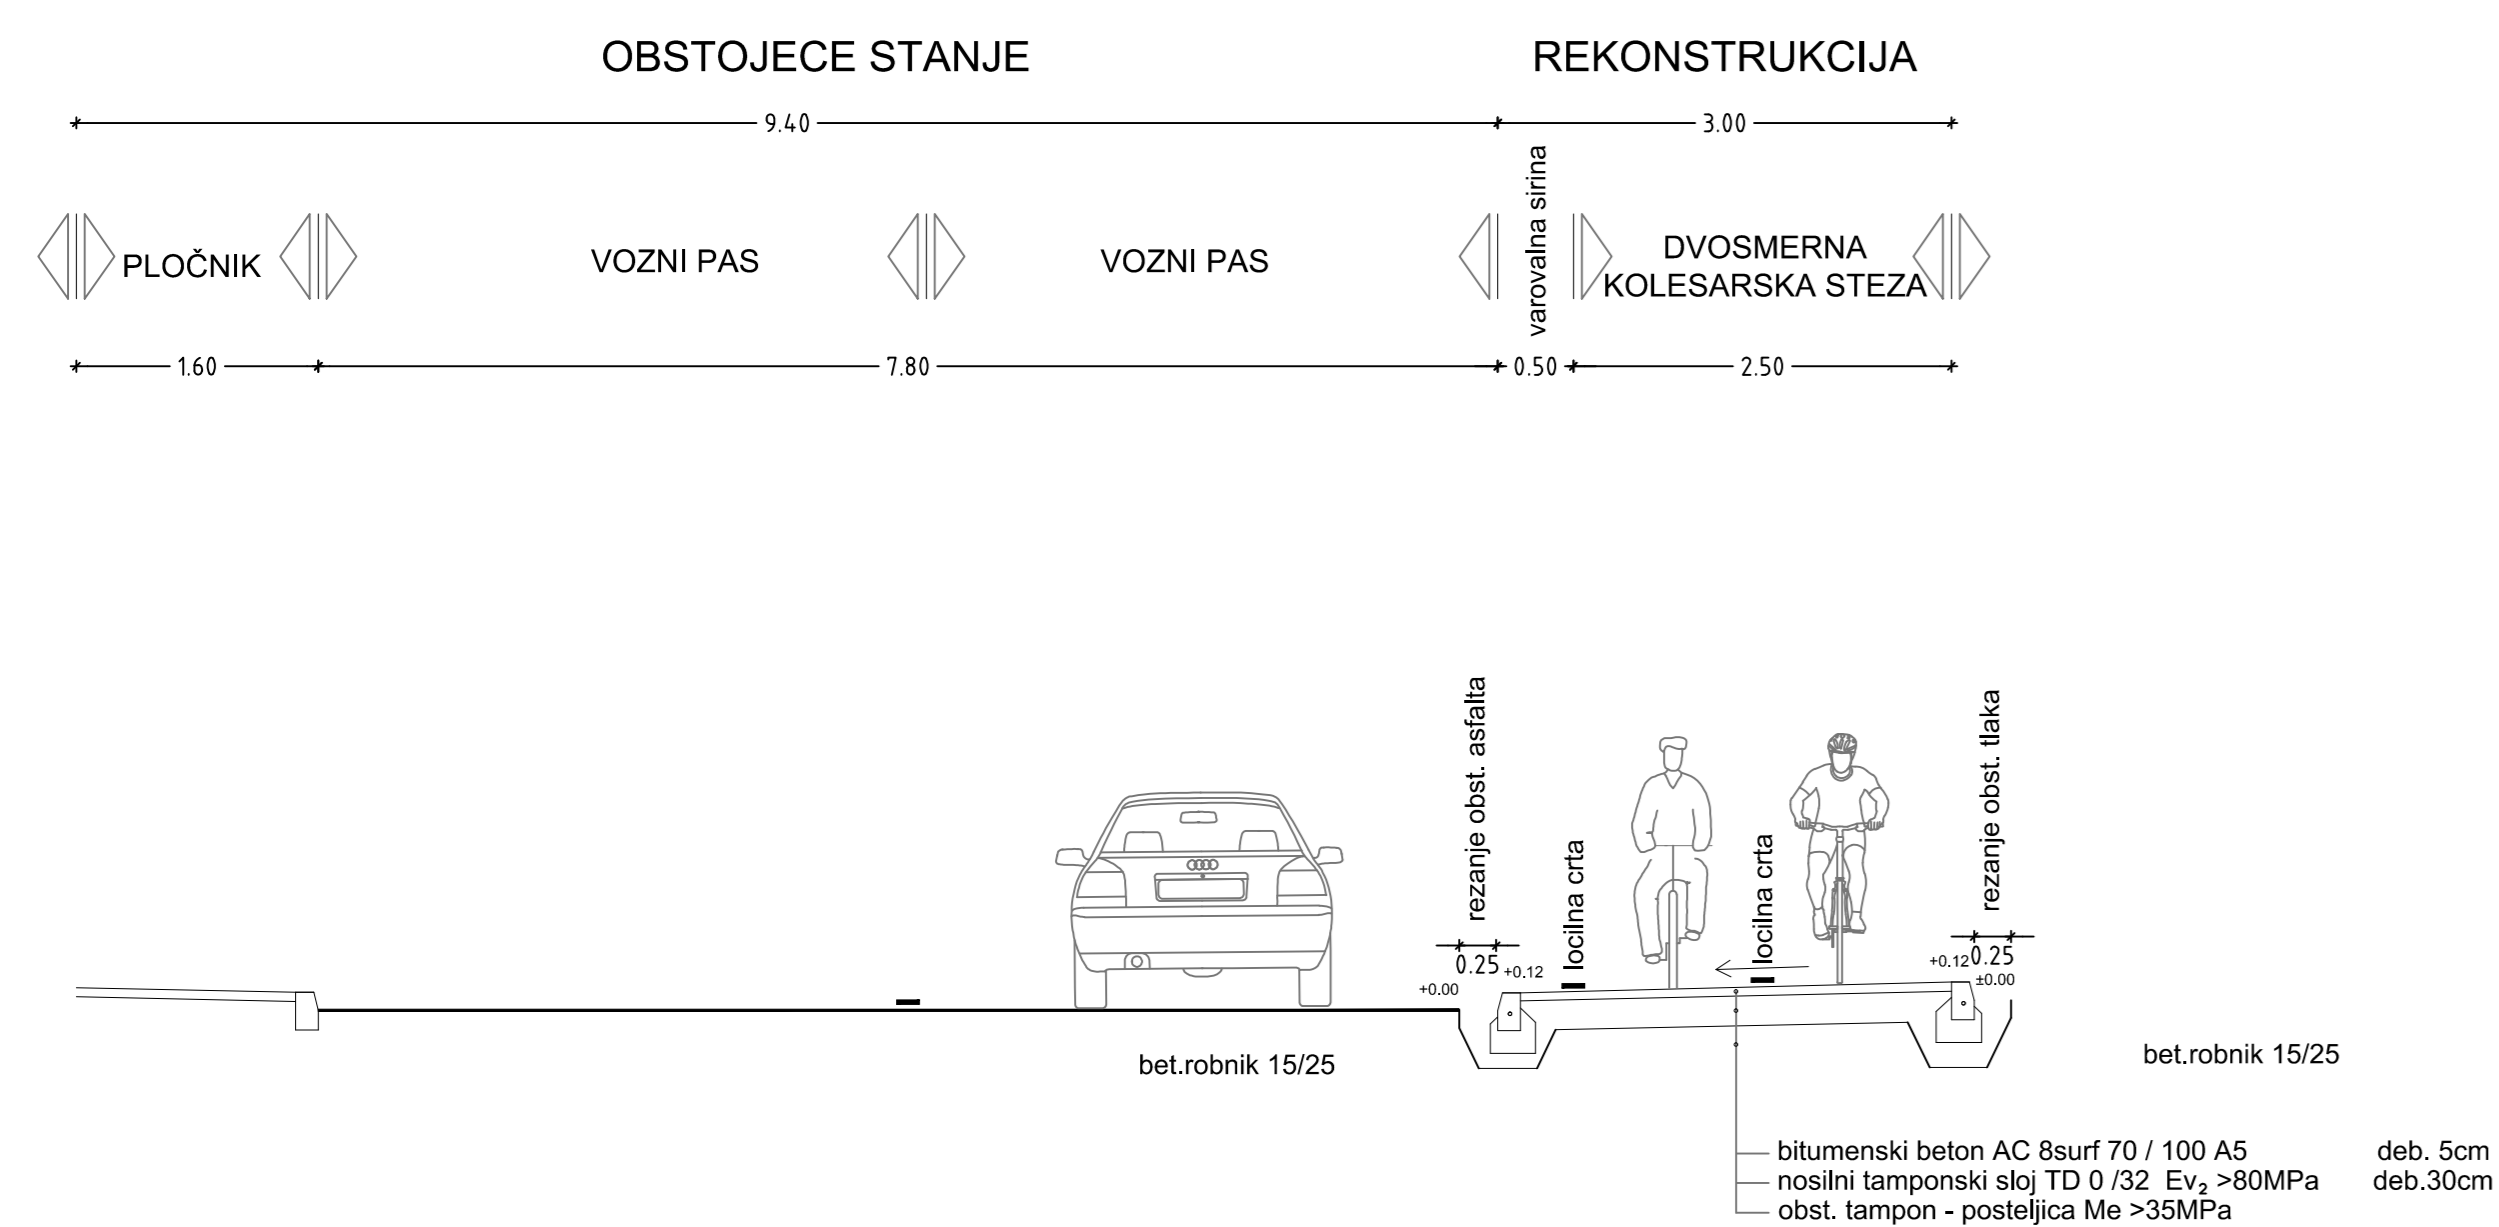 OBSTOJECE STANJE
REKONSTRUKCIJA
9.40
3.00
PLOČNIK
VOZNI PAS
VOZNI PAS
varovalna sirina
DVOSMERNA
KOLESARSKA STEZA
1.60
7.80
0.50
2.50
rezanje obst. asfalta
locilna crta
locilna crta
rezanje obst. tlaka
0.25
+0.12
+0.00
+0.12
0.25
±0.00
bet.robnik 15/25
bet.robnik 15/25
bitumenski beton AC 8surf 70 / 100 A5 deb. 5cm
nosilni tamponski sloj TD 0 /32 Ev₂ >80MPa deb.30cm
obst. tampon - posteljica Me >35MPa